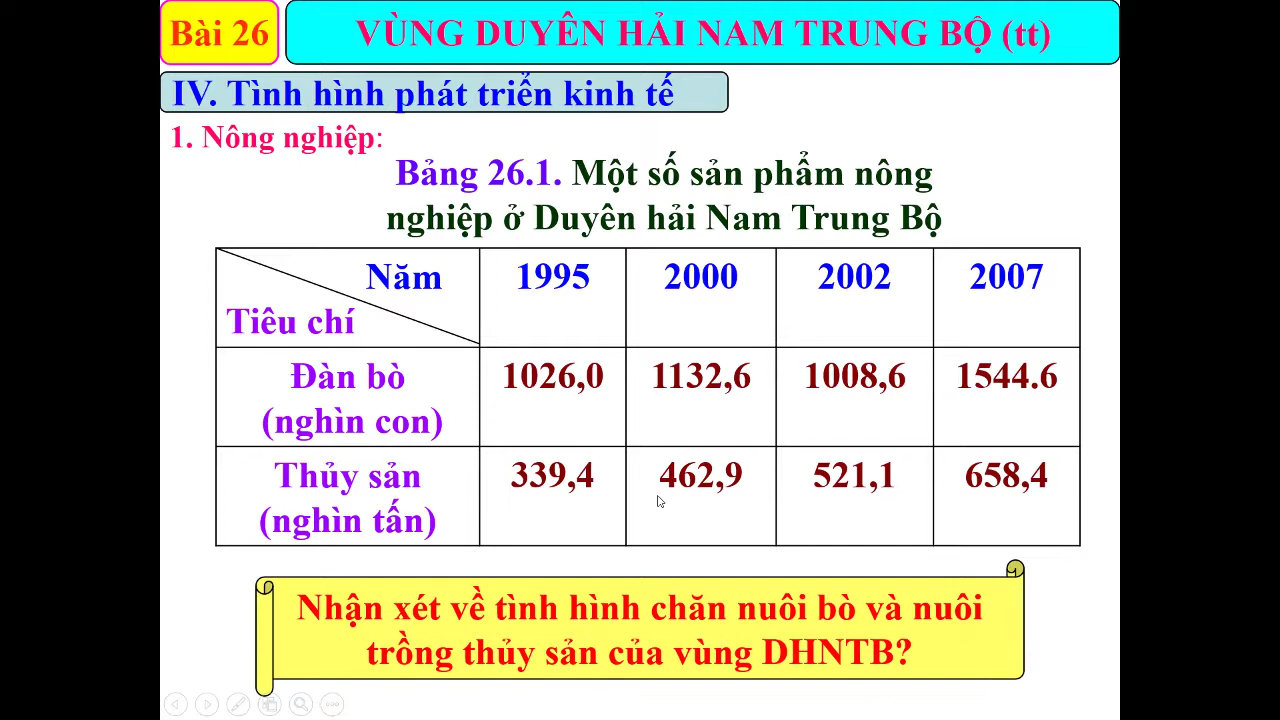 Bài 26
VÙNG DUYÊN HẢI NAM TRUNG BỘ (tt)
IV. Tình hình phát triển kinh tế
1. Nông nghiệp:
Bảng 26.1. Một số sản phẩm nông
nghiệp ở Duyên hải Nam Trung Bộ
Năm 1995 2000 2002 2007
Tiêu chí
Đàn bò 1026,0 1132,6 1008,6 1544.6
(nghìn con)
Thủy sản 339,4 462,9 521,1 658,4
(nghìn tấn)
Nhận xét về tình hình chăn nuôi bò và nuôi
trồng thủy sản của vùng DHNTB?